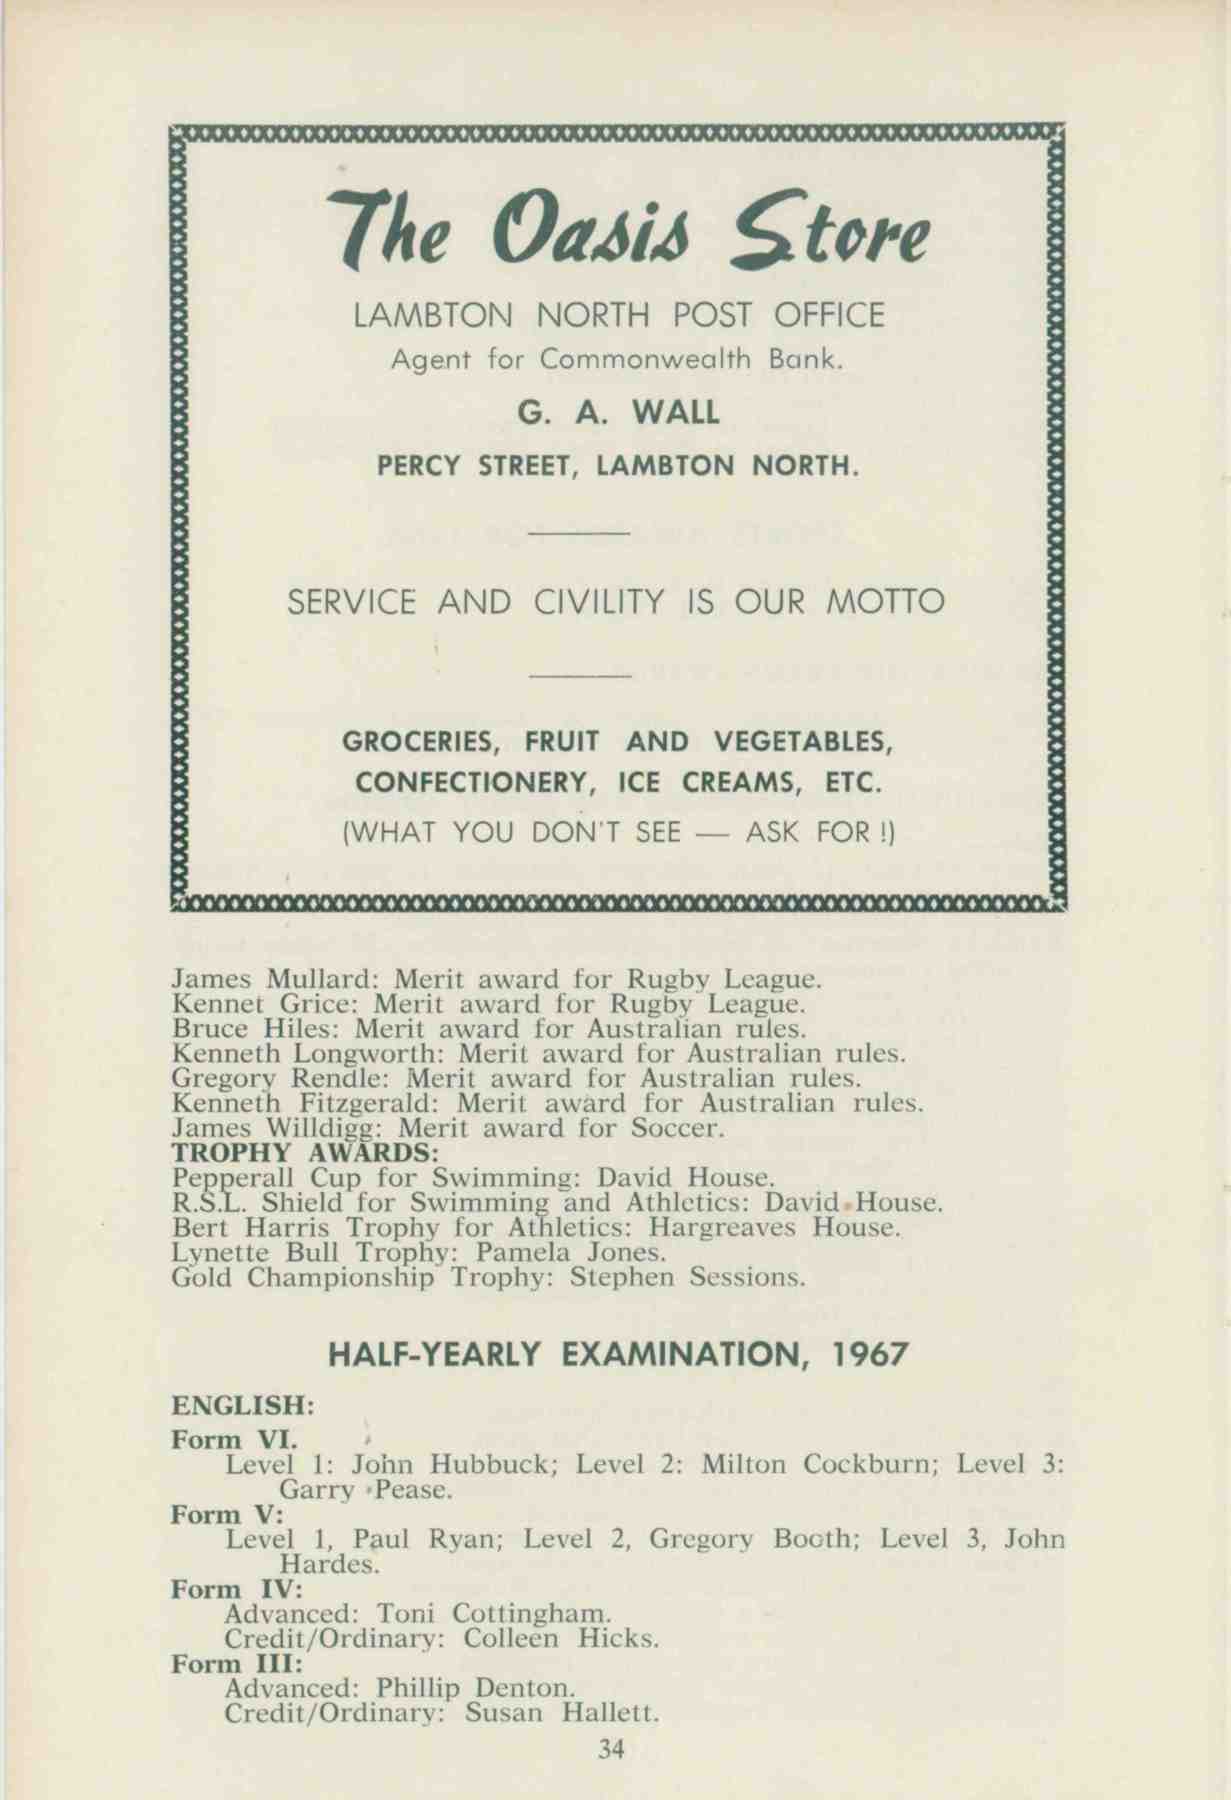 The Oasis Store
LAMBTON NORTH POST OFFICE
Agent for Commonwealth Bank.
G. A. WALL
PERCY STREET, LAMBTON NORTH.
SERVICE AND CIVILITY IS OUR MOTTO
GROCERIES, FRUIT AND VEGETABLES,
CONFECTIONERY, ICE CREAMS, ETC.
(WHAT YOU DON'T SEE — ASK FOR !)
James Mullard: Merit award for Rugby League.
Kennet Grice: Merit award for Rugby League.
Bruce Hiles: Merit award for Australian rules.
Kenneth Longworth: Merit award for Australian rules.
Gregory Rendle: Merit award for Australian rules.
Kenneth Fitzgerald: Merit award for Australian rules.
James Willdigg: Merit award for Soccer.
TROPHY AWARDS:
Pepperall Cup for Swimming: David House.
R.S.L. Shield for Swimming and Athletics: David House.
Bert Harris Trophy for Athletics: Hargreaves House.
Lynette Bull Trophy: Pamela Jones.
Gold Championship Trophy: Stephen Sessions.
HALF-YEARLY EXAMINATION, 1967
ENGLISH:
Form VI.
Level 1: John Hubbuck; Level 2: Milton Cockburn; Level 3:
Garry Pease.
Form V:
Level 1, Paul Ryan; Level 2, Gregory Booth; Level 3, John
Hardes.
Form IV:
Advanced: Toni Cottingham.
Credit/Ordinary: Colleen Hicks.
Form III:
Advanced: Phillip Denton.
Credit/Ordinary: Susan Hallett.
34